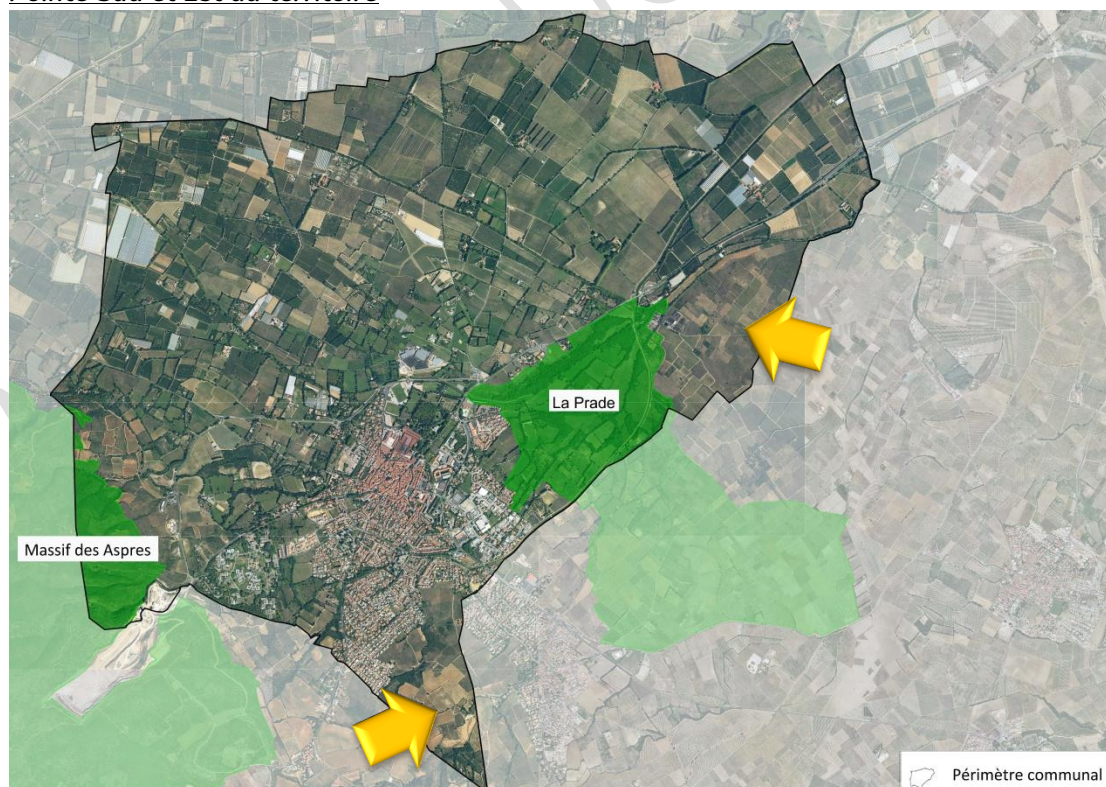 Pointe Sud et Est du territoire
La Prade
Massif des Aspres
Périmètre communal